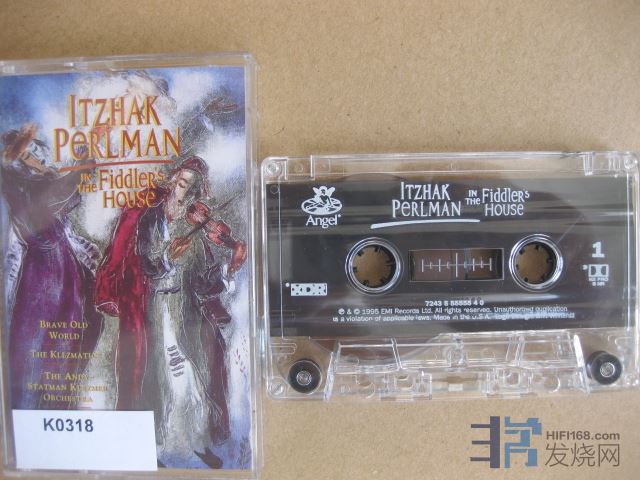 ITZHAK
PERLMAN
IN THE FIDDLER'S
HOUSE
BRAVE OLD
WORLD
THE KLEZMATICS
THE ANDY
STATMAN KLEZMER
ORCHESTRA
K0318
Angel
ITZHAK
PERLMAN
IN THE FIDDLER'S
HOUSE
1
XDR
7243 5 55555 4 0
℗ & © 1995 EMI Records Ltd. All rights reserved. Unauthorized duplication
is a violation of applicable laws. Made in the U.S.A.
HIFI168.com
发烧网